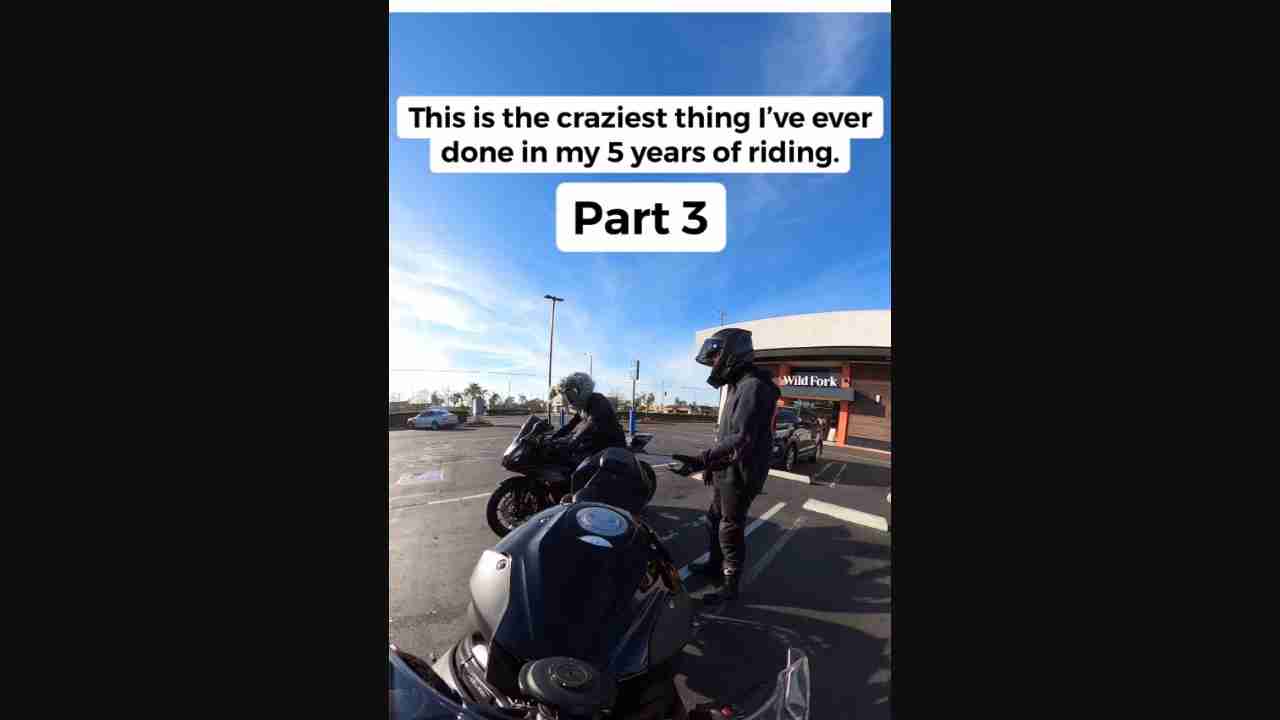 This is the craziest thing I’ve ever
done in my 5 years of riding.
Part 3
Wild Fork